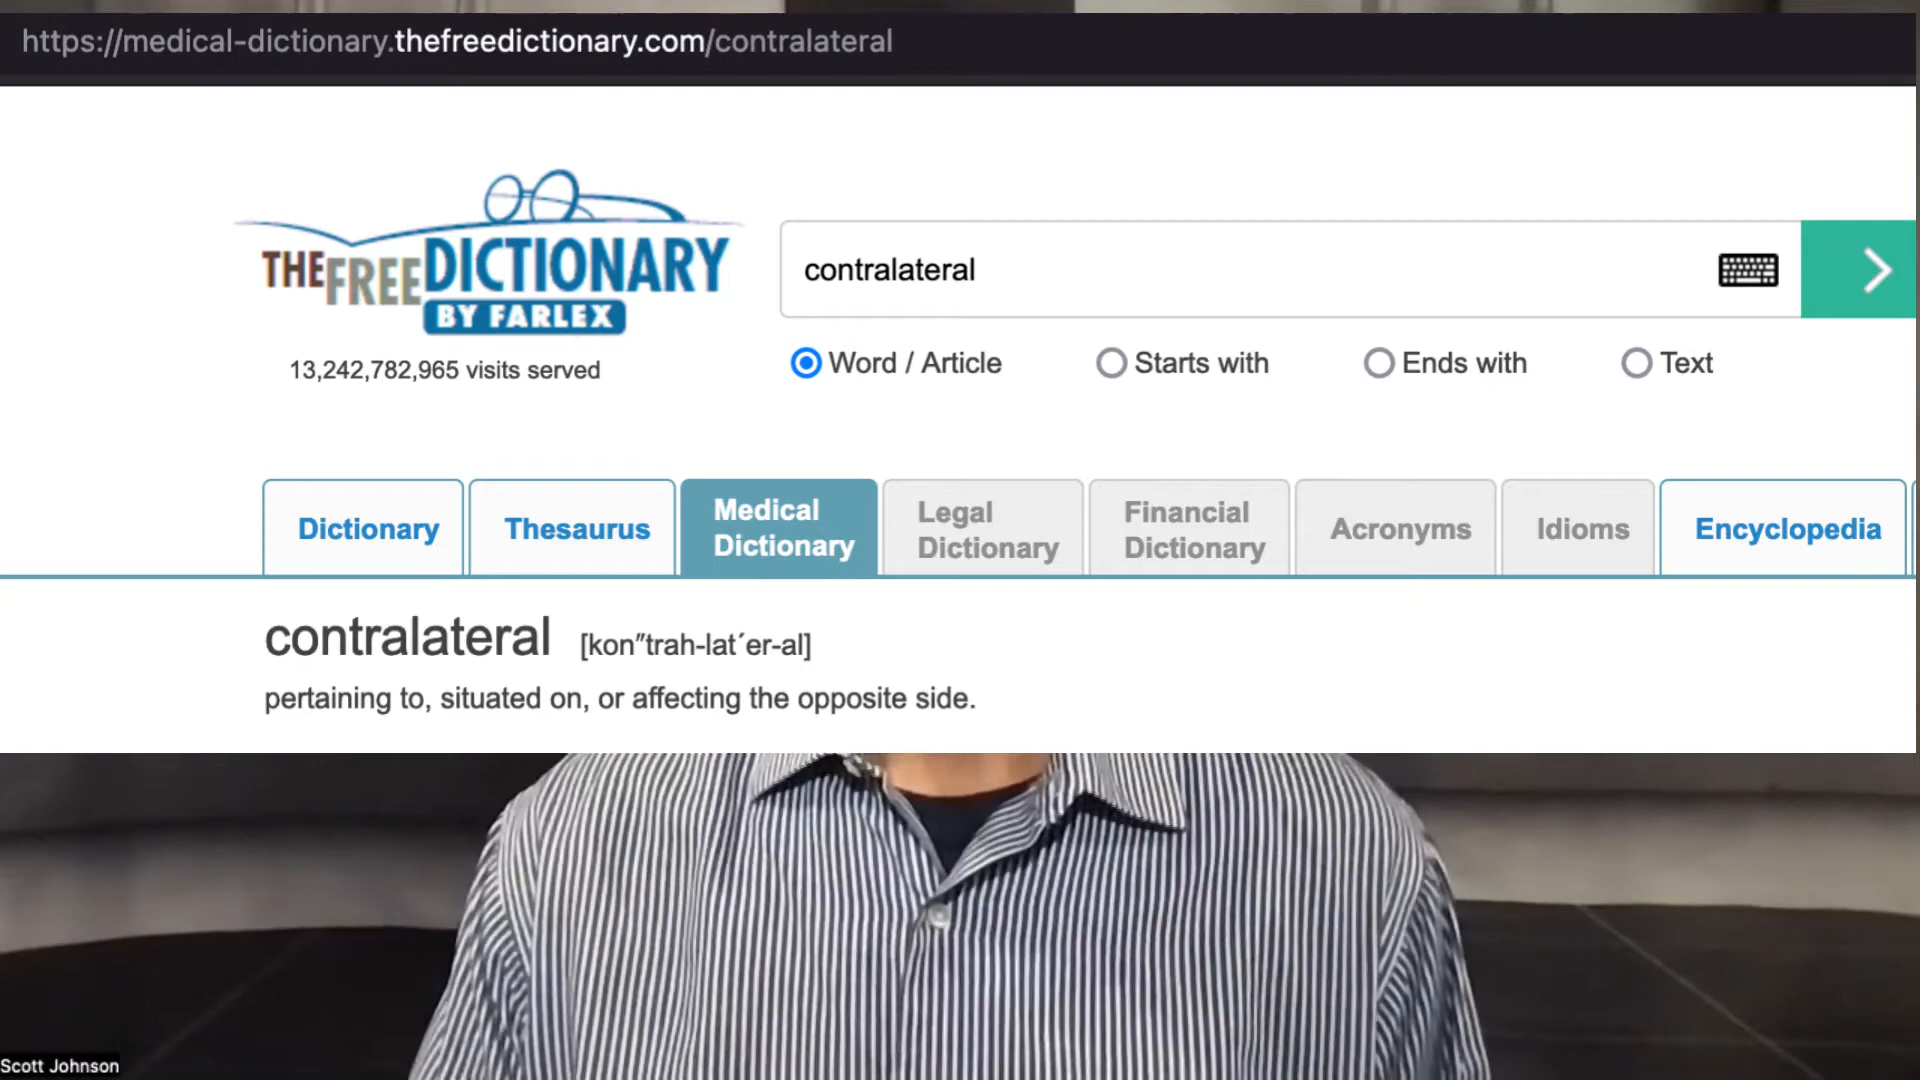 https://medical-dictionary.thefreedictionary.com/contralateral
THE FREE DICTIONARY
BY FARLEX
13,242,782,965 visits served
contralateral
Word / Article Starts with Ends with Text
Dictionary Thesaurus Medical Dictionary Legal Dictionary Financial Dictionary Acronyms Idioms Encyclopedia
contralateral [kon″trah-lat´er-al]
pertaining to, situated on, or affecting the opposite side.
Scott Johnson